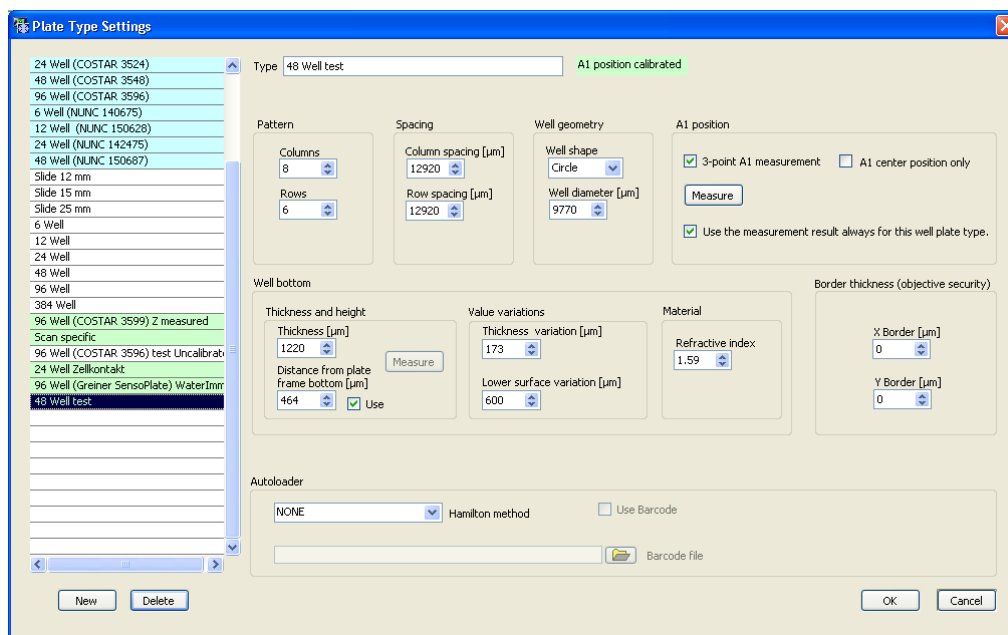 Plate Type Settings
24 Well (COSTAR 3524)
48 Well (COSTAR 3548)
96 Well (COSTAR 3596)
6 Well (NUNC 140675)
12 Well (NUNC 150628)
24 Well (NUNC 142475)
48 Well (NUNC 150687)
Slide 12 mm
Slide 15 mm
Slide 25 mm
6 Well
12 Well
24 Well
48 Well
96 Well
384 Well
96 Well (COSTAR 3599) Z measured
Scan specific
96 Well (COSTAR 3596) test Uncalibrat
24 Well Zellkontakt
96 Well (Greiner SensoPlate) WaterImm
48 Well test
New Delete
Type 48 Well test A1 position calibrated
Pattern
Columns
8
Rows
6
Spacing
Column spacing [µm]
12920
Row spacing [µm]
12920
Well geometry
Well shape
Circle
Well diameter [µm]
9770
A1 position
3-point A1 measurement A1 center position only
Measure
Use the measurement result always for this well plate type.
Well bottom
Thickness and height
Thickness [µm]
1220
Measure
Distance from plate
frame bottom [µm]
464 Use
Value variations
Thickness variation [µm]
173
Lower surface variation [µm]
600
Material
Refractive index
1.59
Border thickness (objective security)
X Border [µm]
0
Y Border [µm]
0
Autoloader
NONE Hamilton method Use Barcode
Barcode file
OK Cancel